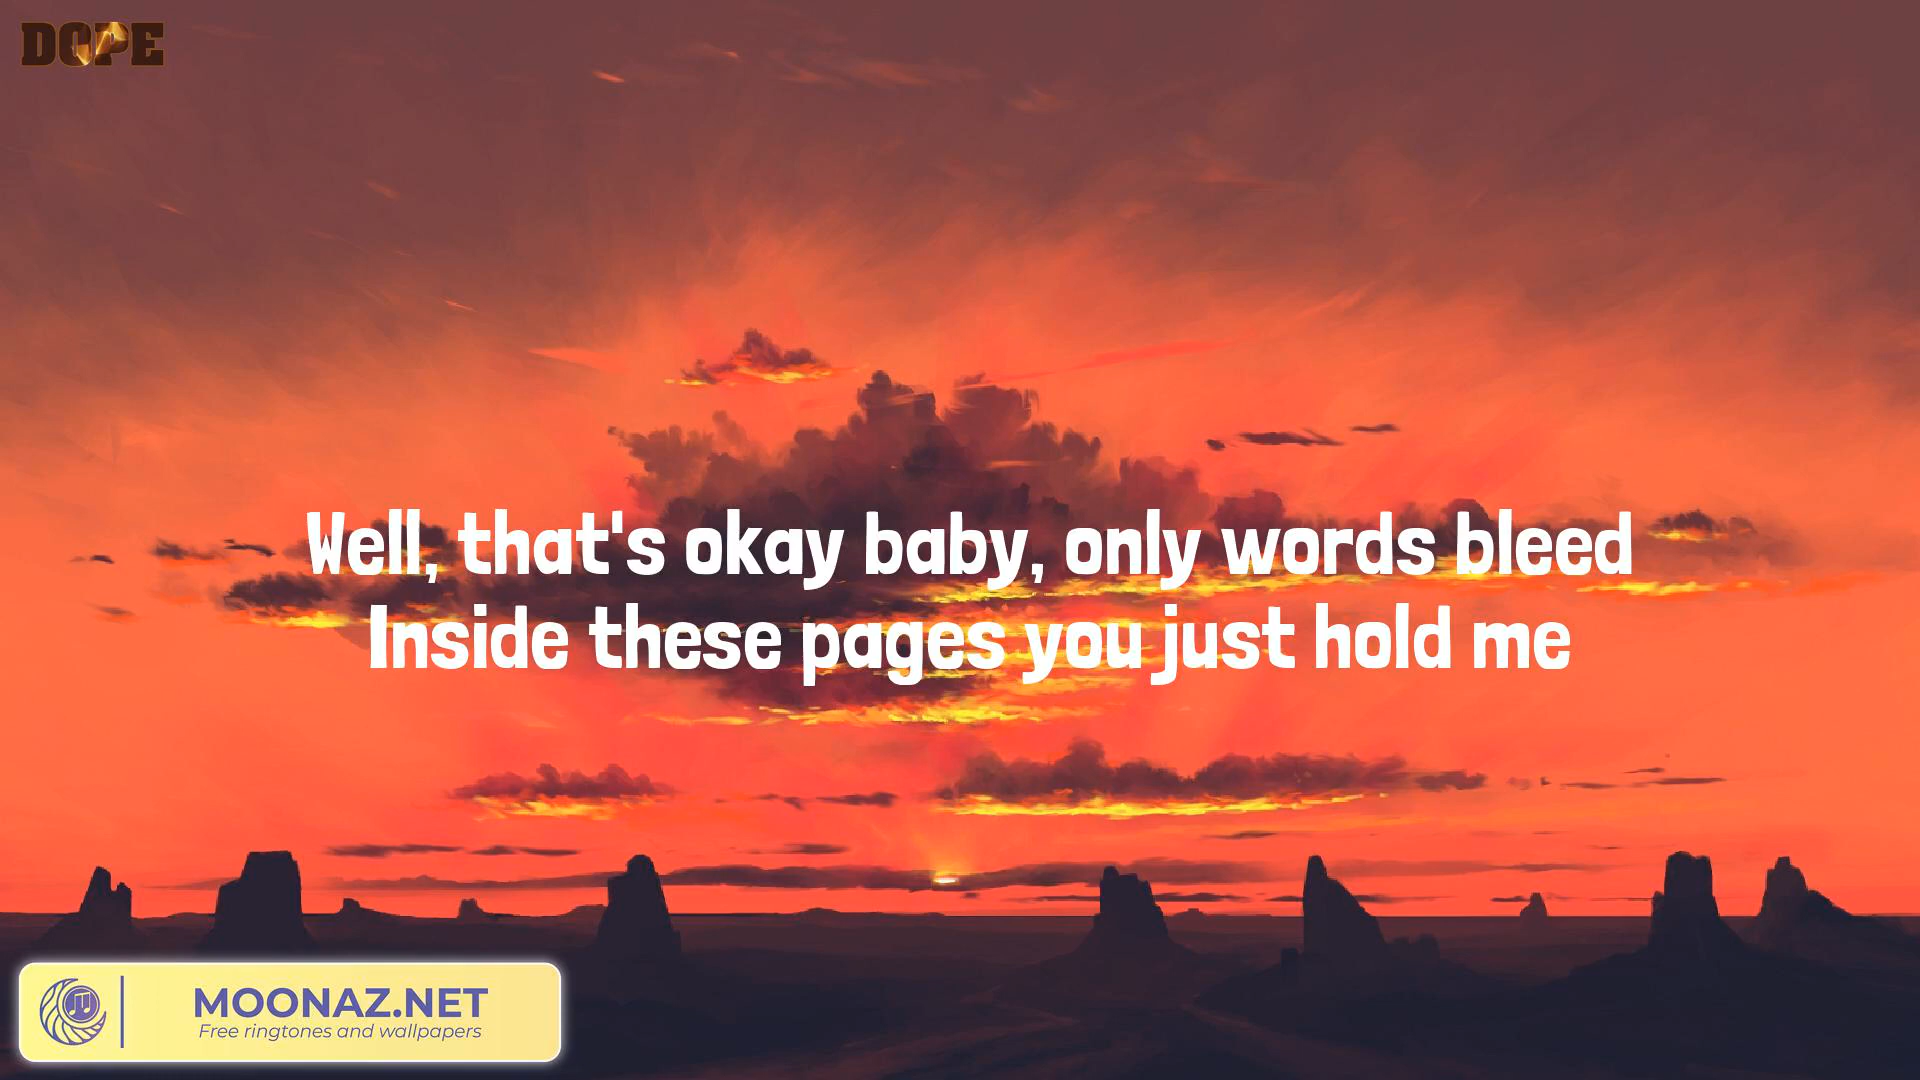 DOPE
Well, that's okay baby, only words bleed
Inside these pages you just hold me
MOONAZ.NET
Free ringtones and wallpapers